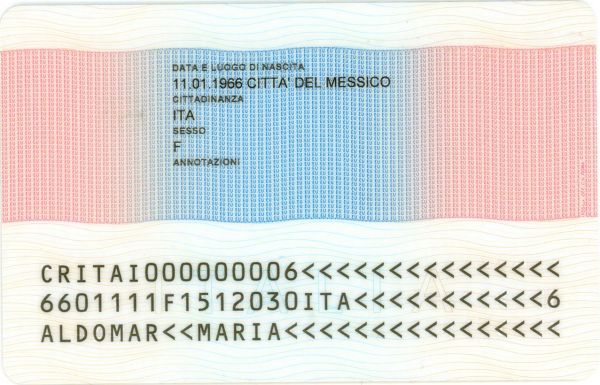 DATA E LUOGO DI NASCITA
11.01.1966 CITTA' DEL MESSICO
CITTADINANZA
ITA
SESSO
F
ANNOTAZIONI
CRITAI000000006<<<<<<<<<<<<<<<
6601111F1512030ITA<<<<<<<<<<<6
ALDOMAR<<MARIA<<<<<<<<<<<<<<<<